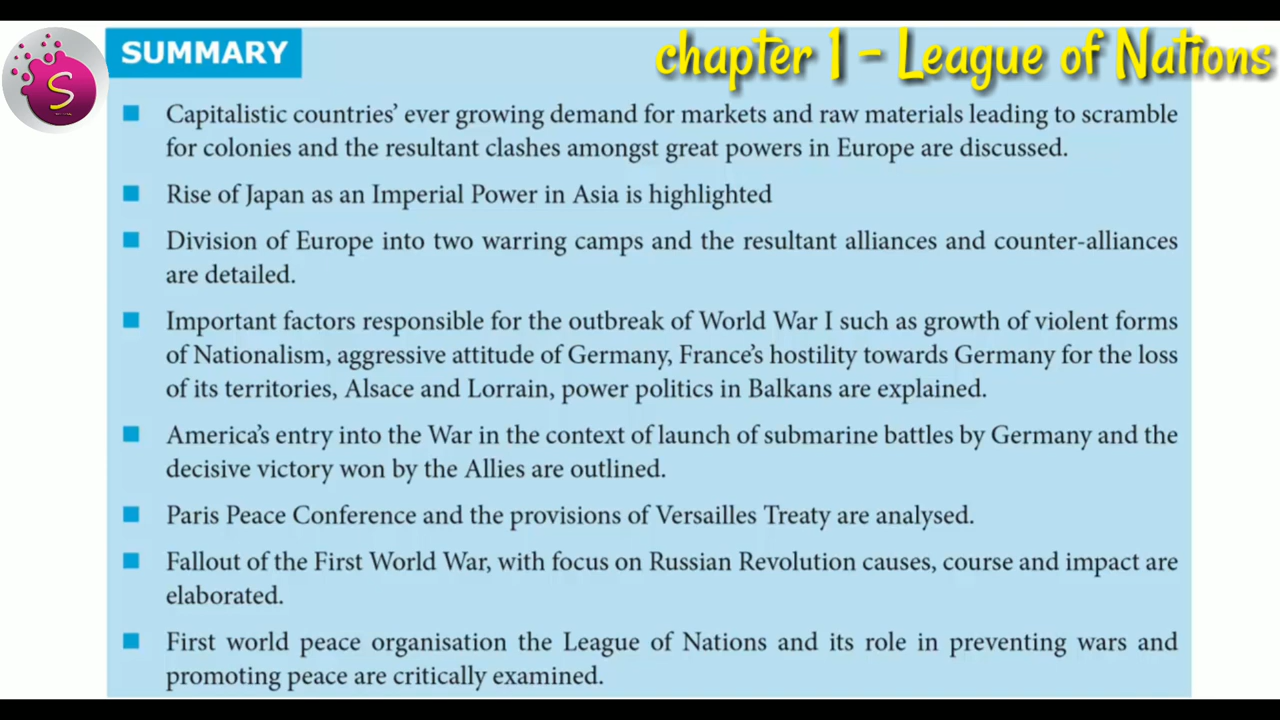 S
SUMMARY
chapter 1 - League of Nations
■ Capitalistic countries’ ever growing demand for markets and raw materials leading to scramble
for colonies and the resultant clashes amongst great powers in Europe are discussed.
■ Rise of Japan as an Imperial Power in Asia is highlighted
■ Division of Europe into two warring camps and the resultant alliances and counter-alliances
are detailed.
■ Important factors responsible for the outbreak of World War I such as growth of violent forms
of Nationalism, aggressive attitude of Germany, France’s hostility towards Germany for the loss
of its territories, Alsace and Lorrain, power politics in Balkans are explained.
■ America’s entry into the War in the context of launch of submarine battles by Germany and the
decisive victory won by the Allies are outlined.
■ Paris Peace Conference and the provisions of Versailles Treaty are analysed.
■ Fallout of the First World War, with focus on Russian Revolution causes, course and impact are
elaborated.
■ First world peace organisation the League of Nations and its role in preventing wars and
promoting peace are critically examined.